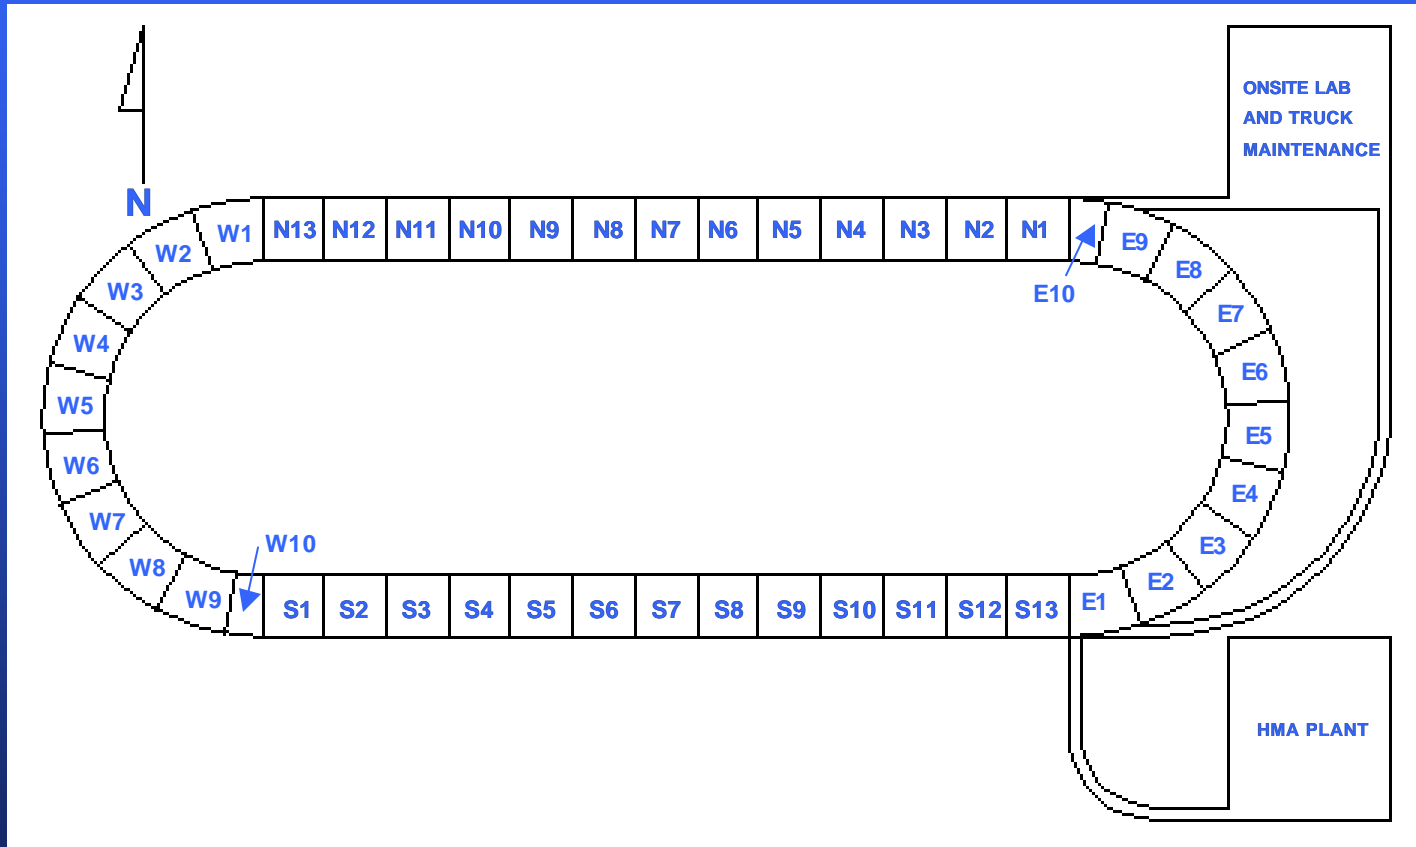 ONSITE LAB
AND TRUCK
MAINTENANCE
N
W1 N13 N12 N11 N10 N9 N8 N7 N6 N5 N4 N3 N2 N1 E9
W2 E8
W3 E10 E7
W4 E6
W5 E5
W6 E4
W7 E3
W8 W10 E2
W9 S1 S2 S3 S4 S5 S6 S7 S8 S9 S10 S11 S12 S13 E1
HMA PLANT